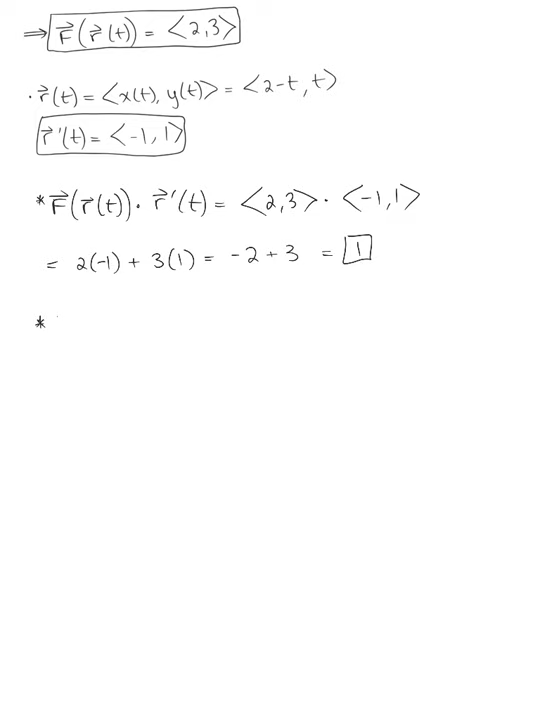 ⇒ F⃗(r⃗(t)) = ⟨2,3⟩
· r⃗(t) = ⟨x(t), y(t)⟩ = ⟨2-t, t⟩
r⃗'(t) = ⟨-1, 1⟩
* F⃗(r⃗(t)) · r⃗'(t) = ⟨2,3⟩ · ⟨-1,1⟩
= 2(-1) + 3(1) = -2 + 3 = 1
*